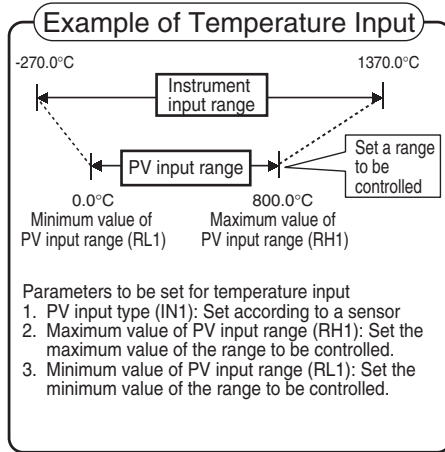 Example of Temperature Input
-270.0°C 1370.0°C
Instrument
input range
PV input range
Set a range
to be
controlled
0.0°C 800.0°C
Minimum value of Maximum value of
PV input range (RL1) PV input range (RH1)
Parameters to be set for temperature input
1. PV input type (IN1): Set according to a sensor
2. Maximum value of PV input range (RH1): Set the
maximum value of the range to be controlled.
3. Minimum value of PV input range (RL1): Set the
minimum value of the range to be controlled.